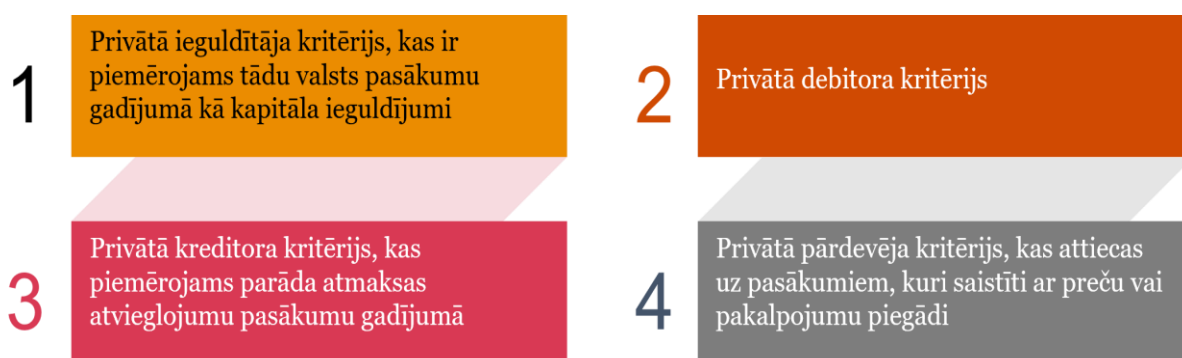 1
Privātā ieguldītāja kritērijs, kas ir
piemērojams tādu valsts pasākumu
gadījumā kā kapitāla ieguldījumi
2
Privātā debitora kritērijs
3
Privātā kreditora kritērijs, kas
piemērojams parāda atmaksas
atvieglojumu pasākumu gadījumā
4
Privātā pārdevēja kritērijs, kas attiecas
uz pasākumiem, kuri saistīti ar preču vai
pakalpojumu piegādi